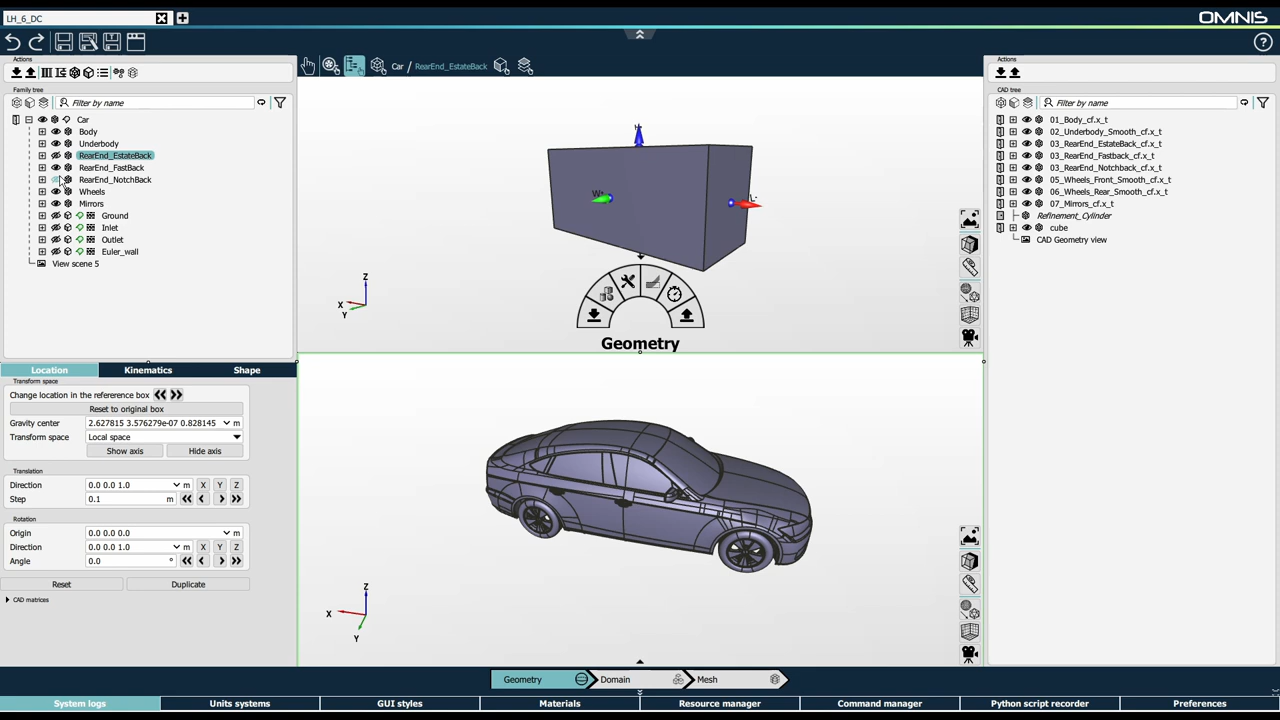 LH_6_DC
OMNIS
Actions
Family tree
Filter by name
Car
Body
Underbody
RearEnd_EstateBack
RearEnd_FastBack
RearEnd_NotchBack
Wheels
Mirrors
Ground
Inlet
Outlet
Euler_wall
View scene 5
Location Kinematics Shape
Transform space
Change location in the refererence box
Reset to original box
Gravity center 2.627815 3.576279e-07 0.828145 m
Transform space Local space
Show axis Hide axis
Translation
Direction 0.0 0.0 1.0 m X Y Z
Step 0.1 m
Rotation
Origin 0.0 0.0 0.0 m
Direction 0.0 0.0 1.0 m X Y Z
Angle 0.0 °
Reset Duplicate
CAD matrices
Car / RearEnd_EstateBack
Z
X
Y
Geometry
Z
X
Y
Actions
CAD tree
Filter by name
01_Body_cf.x_t
02_Underbody_Smooth_cf.x_t
03_RearEnd_EstateBack_cf.x_t
03_RearEnd_Fastback_cf.x_t
03_RearEnd_Notchback_cf.x_t
05_Wheels_Front_Smooth_cf.x_t
06_Wheels_Rear_Smooth_cf.x_t
07_Mirrors_cf.x_t
Refinement_Cylinder
cube
CAD Geometry view
Geometry Domain Mesh
System logs Units systems GUI styles Materials Resource manager Command manager Python script recorder Preferences